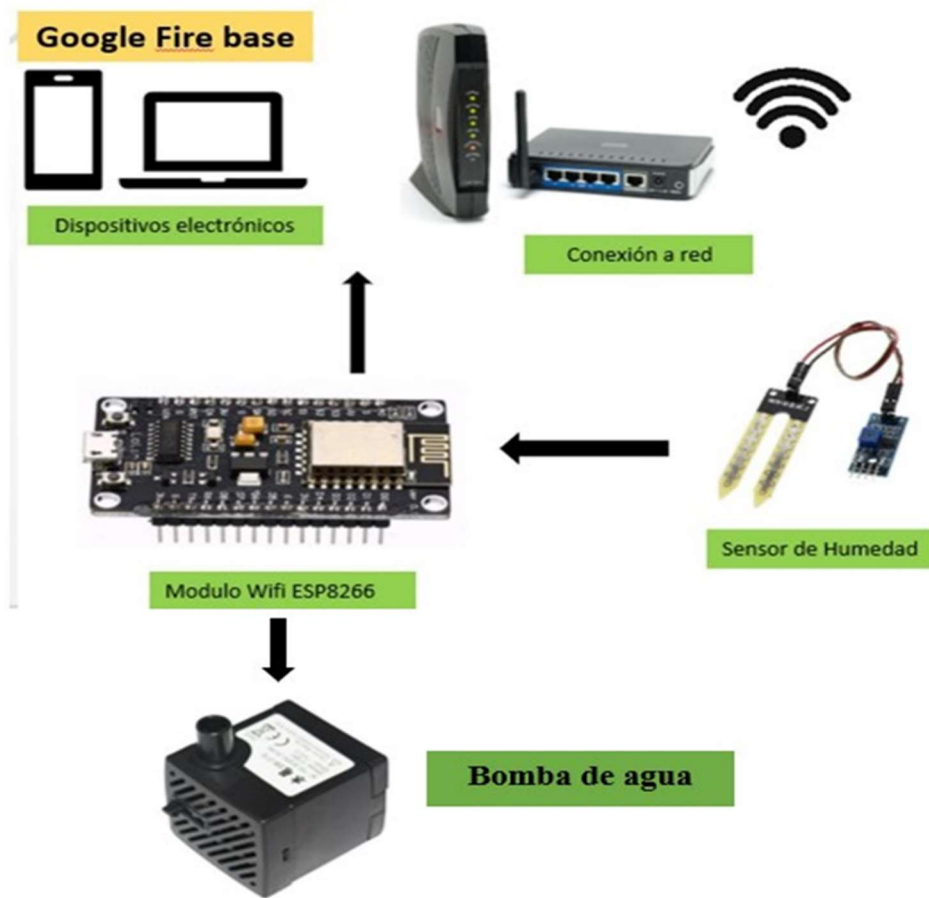 Google Fire base
Dispositivos electrónicos
Conexión a red
Sensor de Humedad
Modulo Wifi ESP8266
Bomba de agua